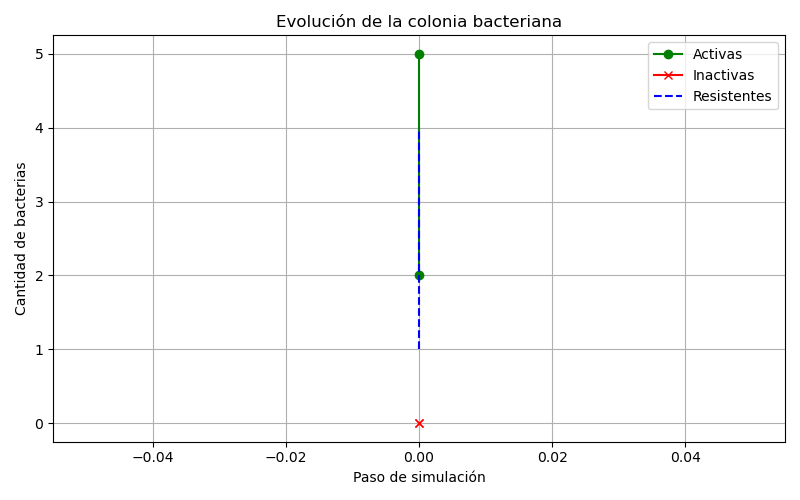 Evolución de la colonia bacteriana
Activas
Inactivas
Resistentes
Cantidad de bacterias
5
4
3
2
1
0
−0.04
−0.02
0.00
0.02
0.04
Paso de simulación